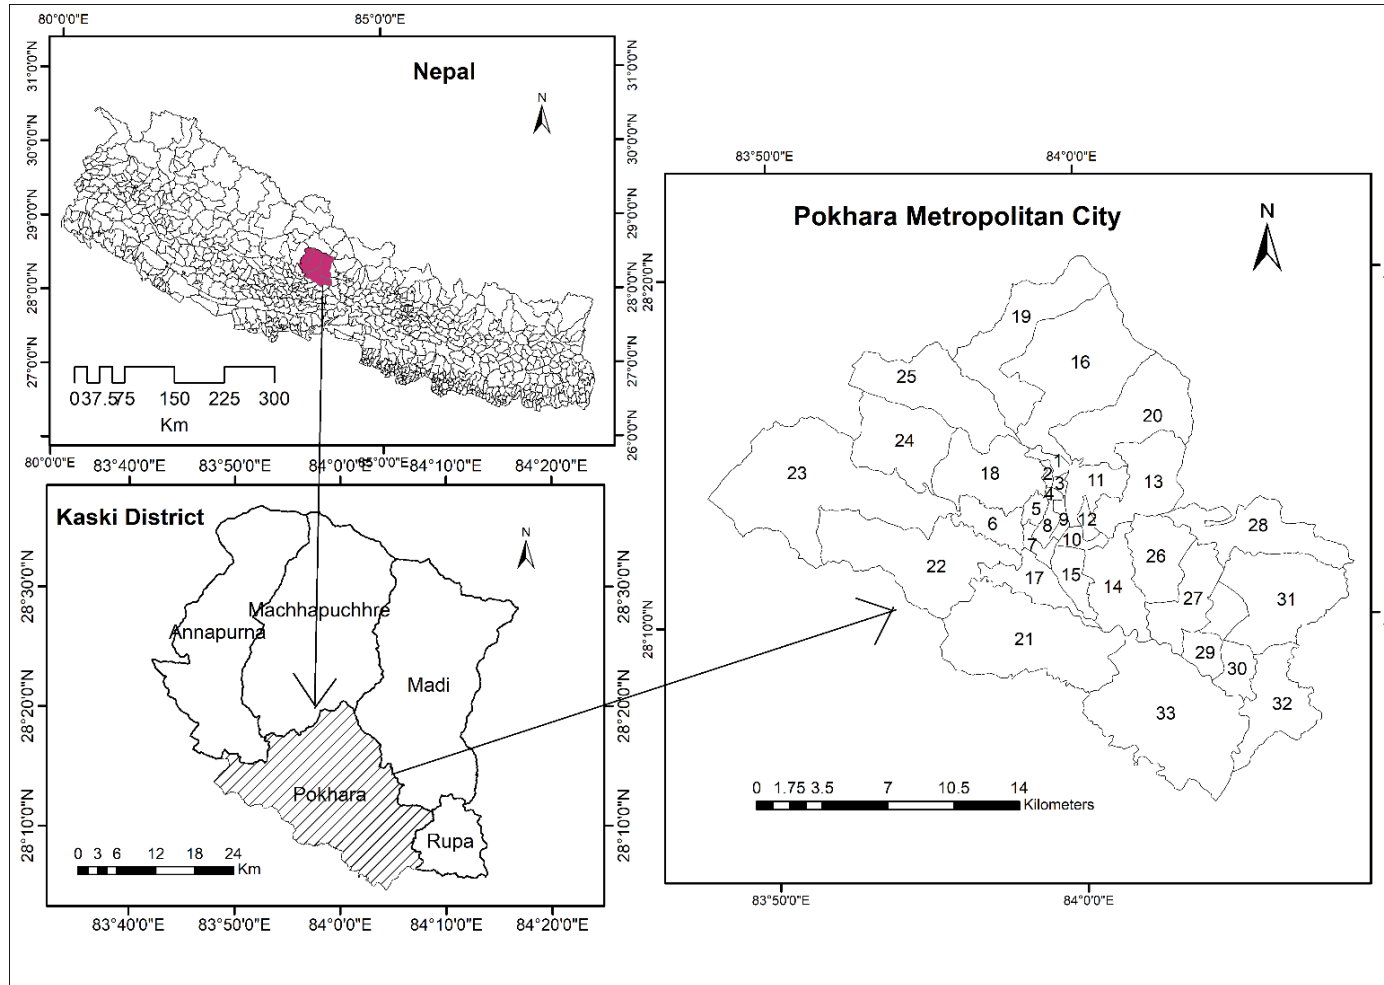 80°0'0"E
85°0'0"E
Nepal
N
31°0'0"N
30°0'0"N
29°0'0"N
28°0'0"N
27°0'0"N
31°0'0"N
30°0'0"N
29°0'0"N
28°0'0"N
27°0'0"N
26°0'0"N
037.575 150 225 300
Km
80°0'0"E
85°0'0"E
83°40'0"E 83°50'0"E 84°0'0"E 84°10'0"E 84°20'0"E
Kaski District
N
28°30'0"N
28°20'0"N
28°10'0"N
28°30'0"N
28°20'0"N
28°10'0"N
Machhapuchhre
Annapurna
Madi
Pokhara
Rupa
0 3 6 12 18 24
Km
83°40'0"E 83°50'0"E 84°0'0"E 84°10'0"E 84°20'0"E
83°50'0"E 84°0'0"E
Pokhara Metropolitan City
N
28°20'0"N
28°10'0"N
19
16
25
20
24
1
23
18
2
3
11
13
4
5
9
12
6
8
28
7
10
26
22
17
15
14
27
31
21
29
30
33
32
0 1.75 3.5 7 10.5 14
Kilometers
83°50'0"E 84°0'0"E